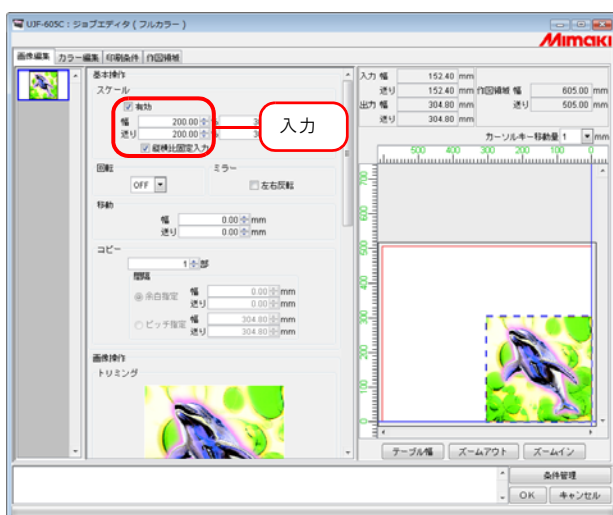 UJF-605C : ジョブエディタ ( フルカラー )
Mimaki
画像編集 カラー編集 印刷条件 作図領域
基本操作
スケール
有効
幅 200.00
送り 200.00
縦横比固定入力
入力
回転 ミラー
OFF 左右反転
移動
幅 0.00 mm
送り 0.00 mm
コピー
1 部
間隔
余白指定 幅 0.00 mm
送り 0.00 mm
ピッチ指定 幅 304.80 mm
送り 304.80 mm
画像操作
トリミング
入力 幅 152.40 mm
送り 152.40 mm 作図領域 幅 605.00 mm
出力 幅 304.80 mm 送り 505.00 mm
送り 304.80 mm
カーソルキー移動量 1 mm
500 400 300 200 100 0
テーブル幅 ズームアウト ズームイン
条件管理
OK キャンセル